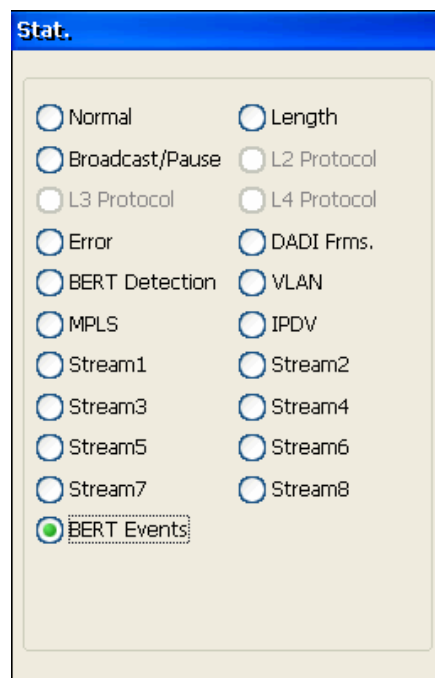 Stat.
Normal Length
Broadcast/Pause L2 Protocol
L3 Protocol L4 Protocol
Error DADI Frms.
BERT Detection VLAN
MPLS IPDV
Stream1 Stream2
Stream3 Stream4
Stream5 Stream6
Stream7 Stream8
BERT Events